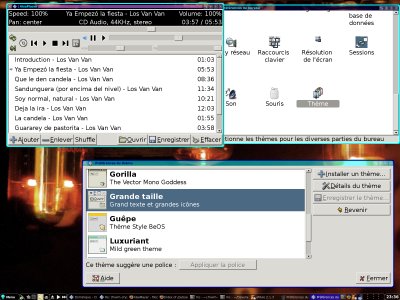 Speed: 100% Ya Empezó la fiesta - Los Van Van Volume: 100%
Pan: center CD Audio, 44KHz, stereo 03:57 / 05:53
Introduction - Los Van Van 01:03
Ya Empezó la fiesta - Los Van Van 05:53
Que le den candela - Los Van Van 08:36
Sandunguera (por encima del nivel) - Los Van Van 11:04
Soy normal, natural - Los Van Van 10:21
Deja la ira - Los Van Van 12:03
La candela - Los Van Van 01:55
Guararey de pastorita - Los Van Van 03:58
Ajouter Enlever Shuffle Ouvrir Enregistrer Effacer
base de
données
réseau
Raccourcis
clavier
Résolution
de l'écran
Sessions
Son
Souris
Thème
tionne les thèmes pour les diverses parties du bureau
Gorilla
The Vector Mono Goddess
Grande taille
Grand texte et grandes icônes
Guêpe
Thème Style BeOS
Luxuriant
Mild green theme
Installer un thème...
Détails du thème
Enregistrer le thème...
Revenir
Ce thème suggère une police :
Appliquer la police
Aide
Fermer
23:36